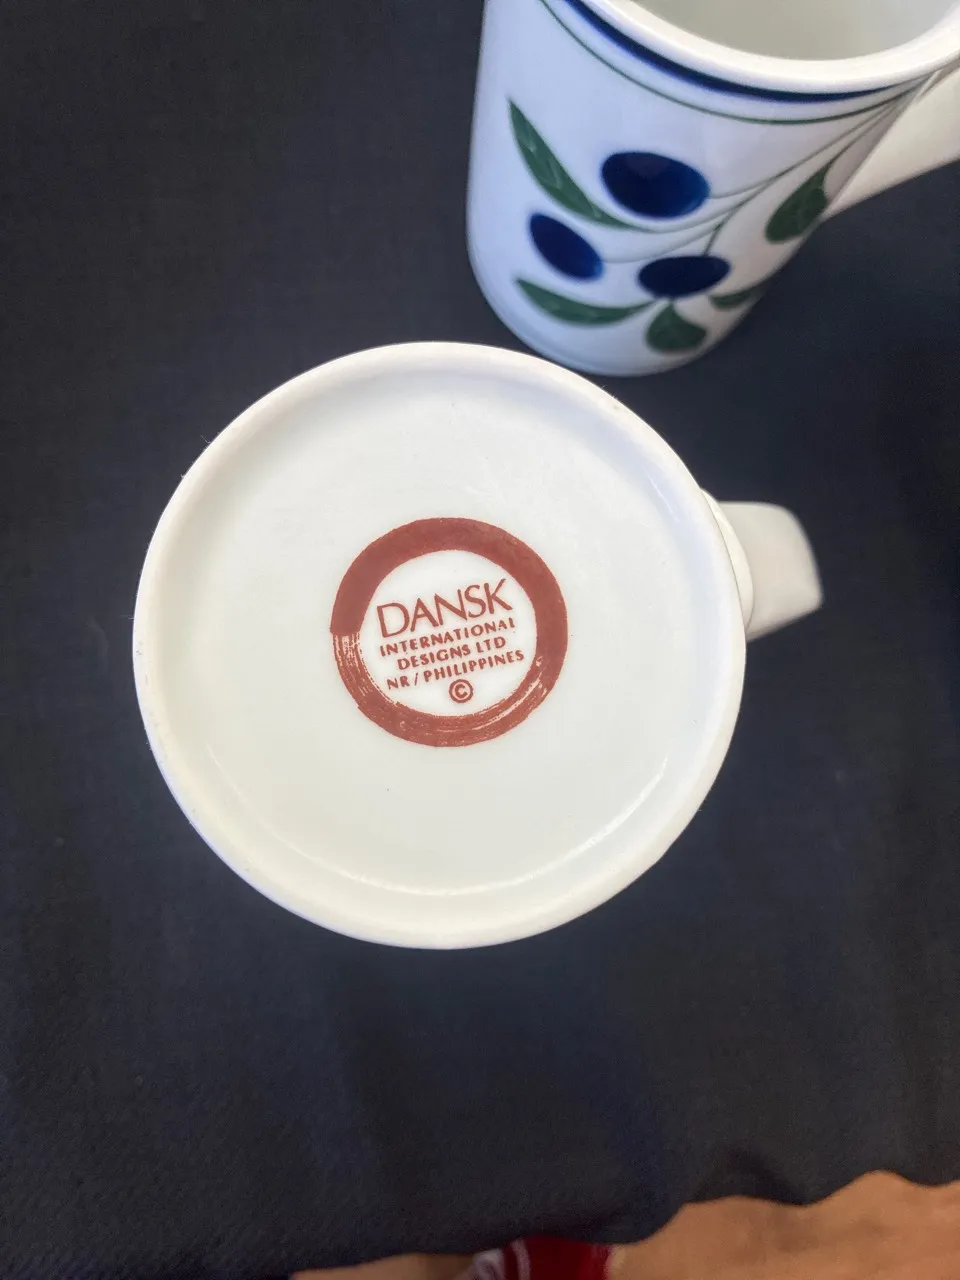 DANSK
INTERNATIONAL
DESIGNS LTD
NR/PHILIPPINES
©